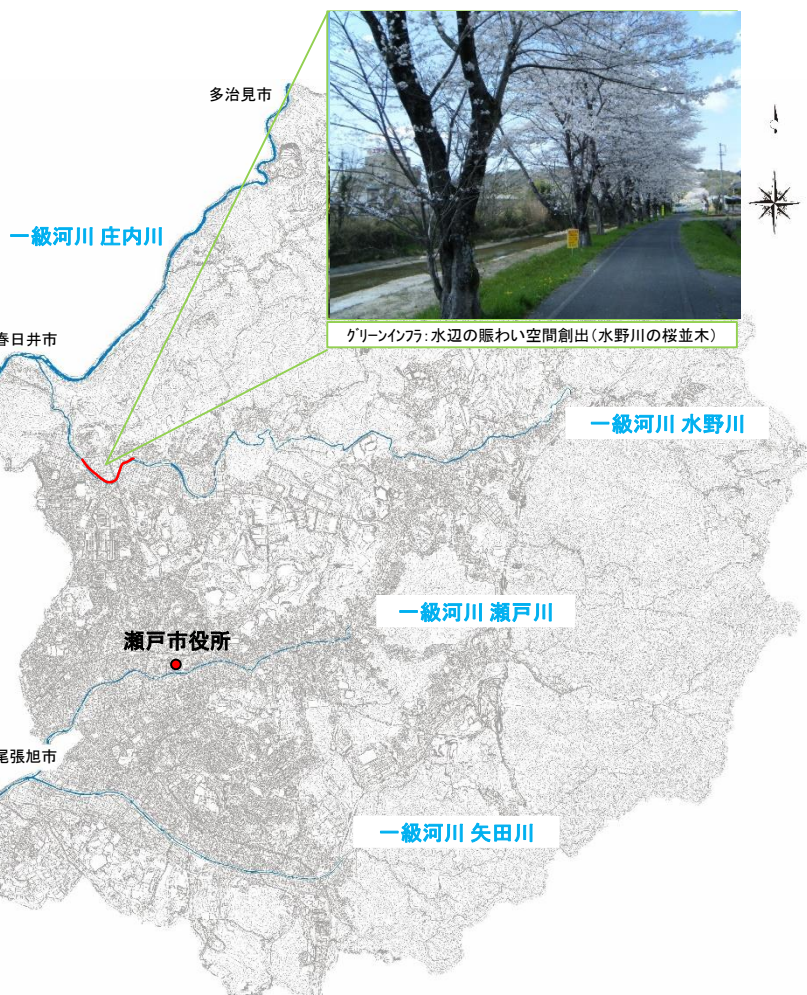 多治見市
一級河川 庄内川
春日井市
グリーンインフラ:水辺の賑わい空間創出(水野川の桜並木)
一級河川 水野川
一級河川 瀬戸川
瀬戸市役所
尾張旭市
一級河川 矢田川